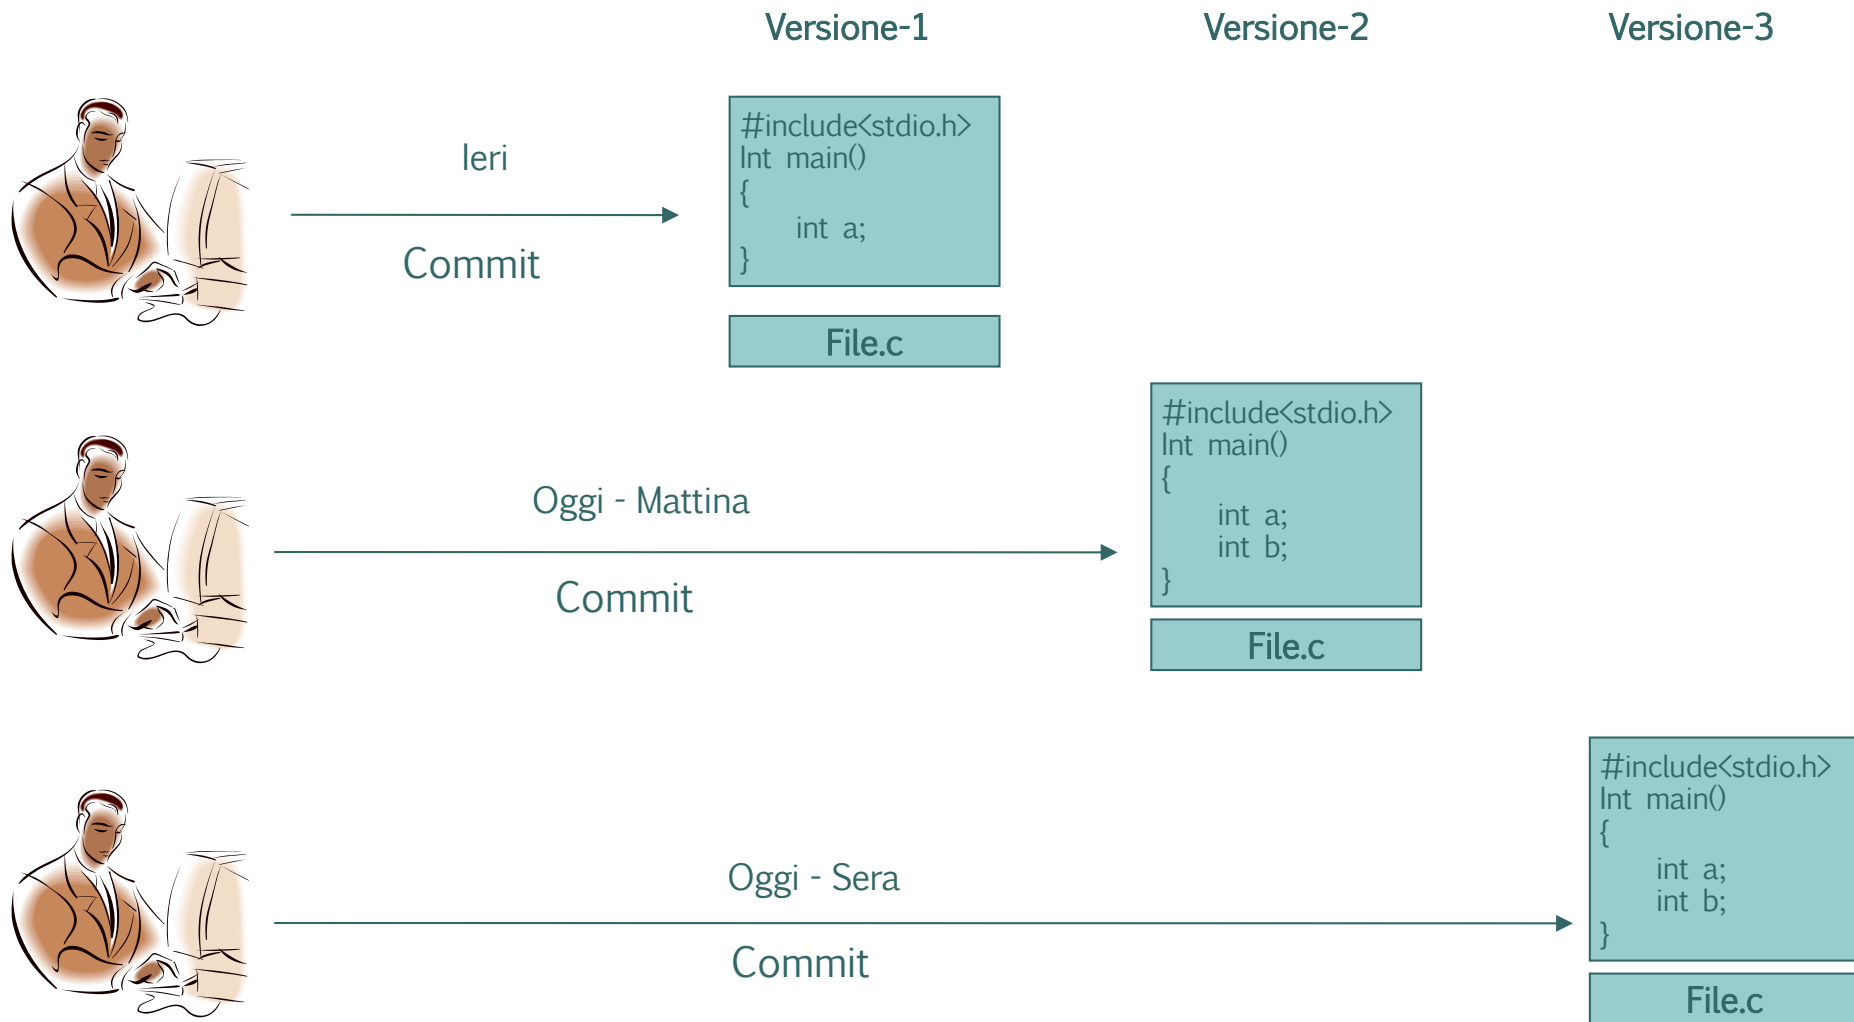 Versione-1 Versione-2 Versione-3
Ieri
Commit
#include<stdio.h>
Int main()
{
int a;
}
File.c
Oggi - Mattina
Commit
#include<stdio.h>
Int main()
{
int a;
int b;
}
File.c
Oggi - Sera
Commit
#include<stdio.h>
Int main()
{
int a;
int b;
}
File.c